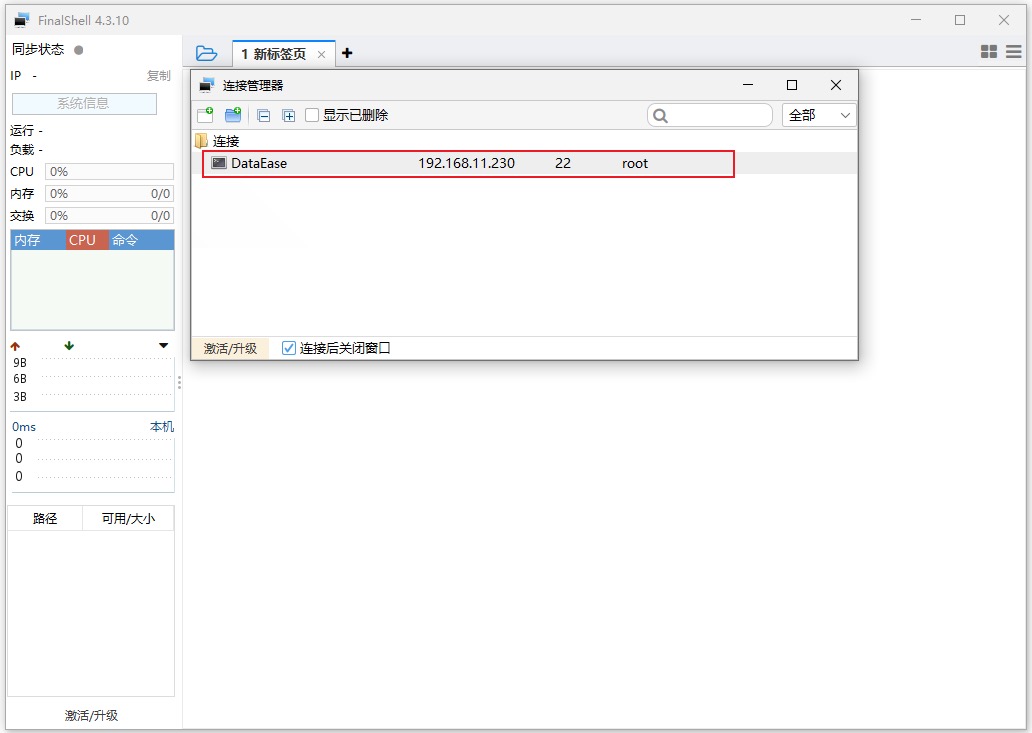 FinalShell 4.3.10
同步状态
IP - 复制
系统信息
运行 -
负载 -
CPU 0%
内存 0% 0/0
交换 0% 0/0
内存 CPU 命令
9B
6B
3B
0ms 本机
0
0
0
路径 可用/大小
激活/升级
1 新标签页
连接管理器
显示已删除 全部
连接
DataEase 192.168.11.230 22 root
激活/升级 连接后关闭窗口